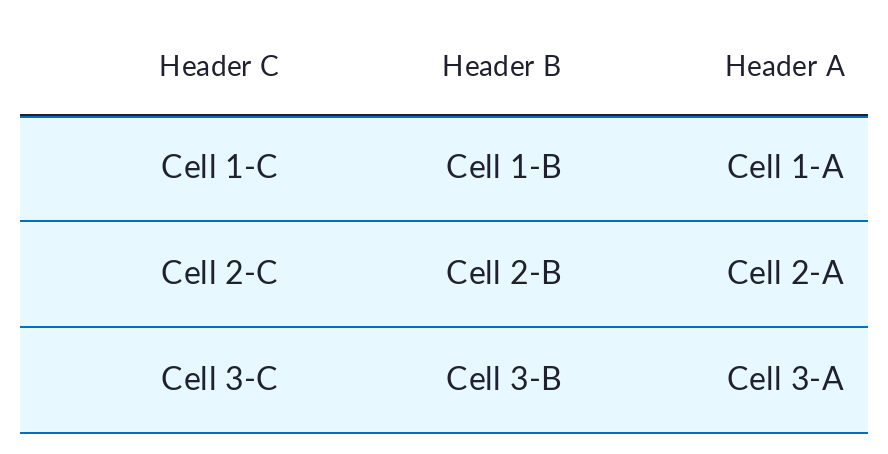 Header C Header B Header A
Cell 1-C Cell 1-B Cell 1-A
Cell 2-C Cell 2-B Cell 2-A
Cell 3-C Cell 3-B Cell 3-A